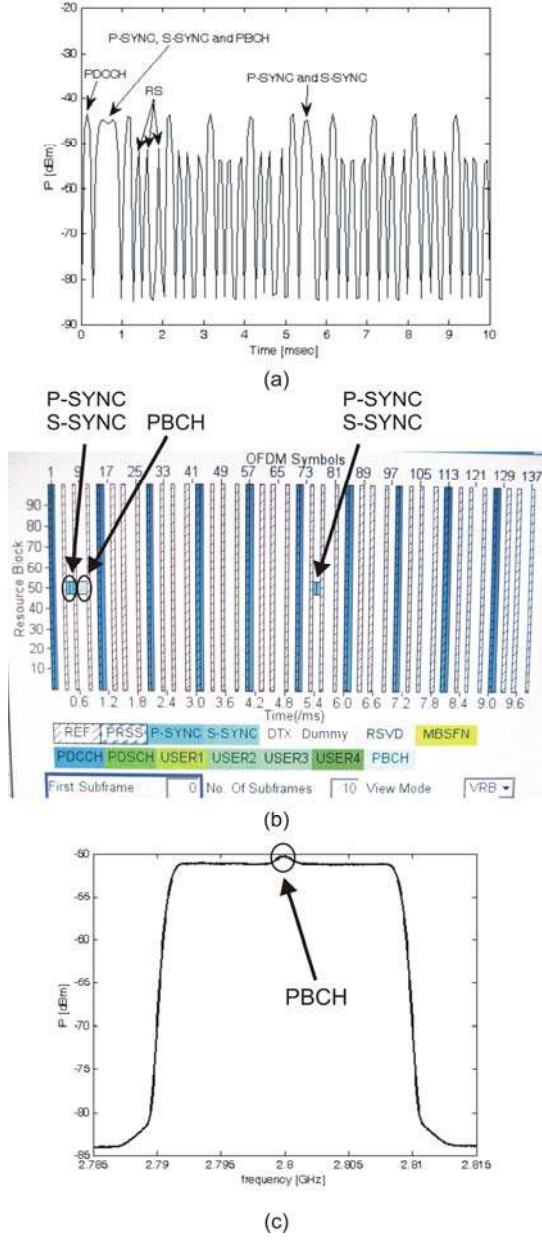 -20
-30
-40
-50
-60
-70
-80
-90
P-SYNC, S-SYNC and PBCH
PDCCH
RS
P-SYNC and S-SYNC
IP [dBm]
0 1 2 3 4 5 6 7 8 9 10
Time [msec]
(a)
P-SYNC
S-SYNC
PBCH
P-SYNC
S-SYNC
OFDM Symbols
1 9 17 25 33 41 49 57 65 73 81 89 97 105 113 121 129 137
Resource Block
90
80
70
60
50
40
30
20
10
0.6 1.2 1.8 2.4 3.0 3.6 4.2 4.8 5.4 6.0 6.6 7.2 7.8 8.4 9.0 9.6
Time(/ms)
REF PRSS P-SYNC S-SYNC DTX Dummy RSVD MBSFN
PDCCH PDSCH USER1 USER2 USER3 USER4 PBCH
First Subframe 0 No. Of Subframes 10 View Mode VRB
(b)
-60
-65
-70
-75
-80
-85
IP [dBm]
PBCH
2.785 2.79 2.795 2.8 2.805 2.81 2.815
frequency [GHz]
(c)